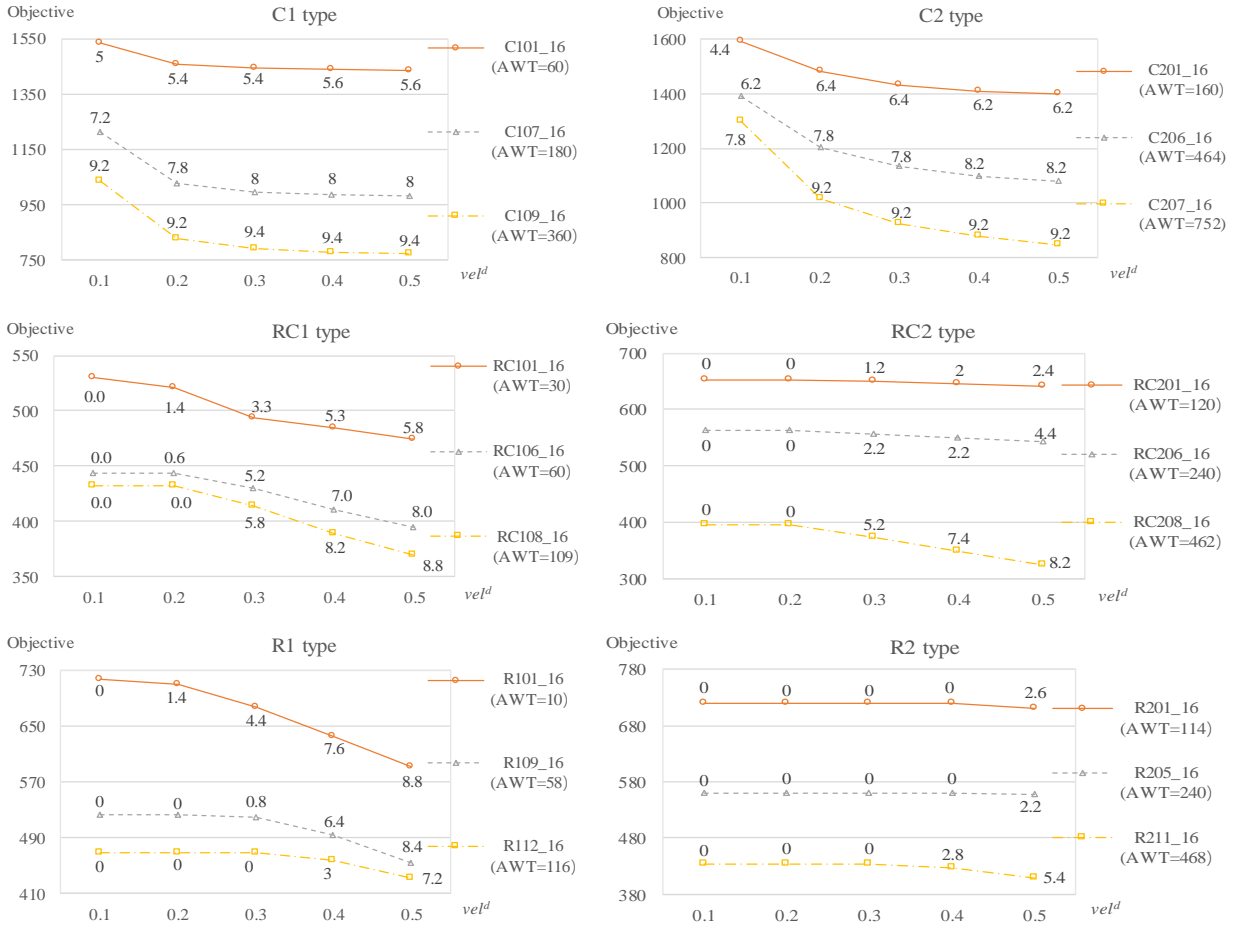 Objective
C1 type
1550
1350
1150
950
750
5
5.4
5.4
5.6
5.6
7.2
7.8
8
8
8
9.2
9.2
9.4
9.4
9.4
0.1
0.2
0.3
0.4
0.5
vel^d
C101_16
(AWT=60)
C107_16
(AWT=180)
C109_16
(AWT=360)
Objective
C2 type
1600
1400
1200
1000
800
4.4
6.4
6.4
6.2
6.2
6.2
7.8
7.8
8.2
8.2
7.8
9.2
9.2
9.2
9.2
0.1
0.2
0.3
0.4
0.5
vel^d
C201_16
(AWT=160)
C206_16
(AWT=464)
C207_16
(AWT=752)
Objective
RC1 type
550
500
450
400
350
0.0
1.4
3.3
5.3
5.8
0.0
0.6
5.2
7.0
8.0
0.0
0.0
5.8
8.2
8.8
0.1
0.2
0.3
0.4
0.5
vel^d
RC101_16
(AWT=30)
RC106_16
(AWT=60)
RC108_16
(AWT=109)
Objective
RC2 type
700
600
500
400
300
0
0
1.2
2
2.4
0
0
2.2
2.2
4.4
0
0
5.2
7.4
8.2
0.1
0.2
0.3
0.4
0.5
vel^d
RC201_16
(AWT=120)
RC206_16
(AWT=240)
RC208_16
(AWT=462)
Objective
R1 type
730
650
570
490
410
0
1.4
4.4
7.6
8.8
0
0
0.8
6.4
8.4
0
0
0
3
7.2
0.1
0.2
0.3
0.4
0.5
vel^d
R101_16
(AWT=10)
R109_16
(AWT=58)
R112_16
(AWT=116)
Objective
R2 type
780
680
580
480
380
0
0
0
0
2.6
0
0
0
0
2.2
0
0
0
2.8
5.4
0.1
0.2
0.3
0.4
0.5
vel^d
R201_16
(AWT=114)
R205_16
(AWT=240)
R211_16
(AWT=468)